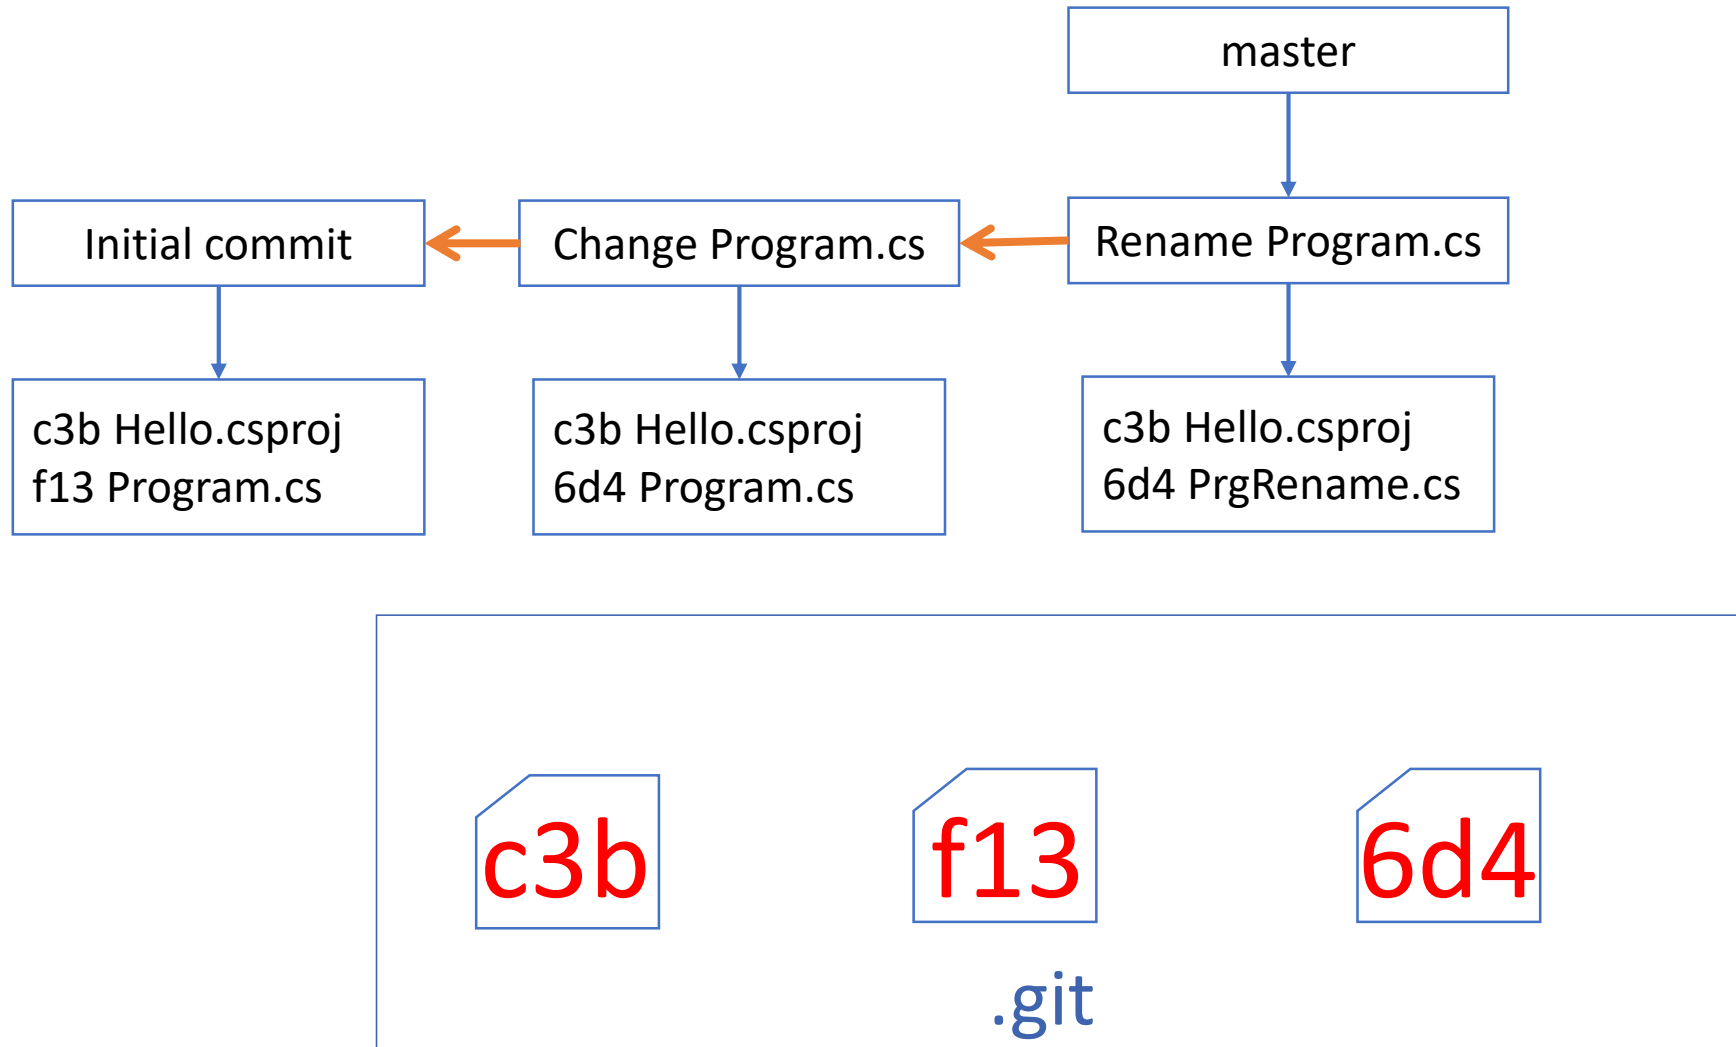 master
Initial commit
Change Program.cs
Rename Program.cs
c3b Hello.csproj
f13 Program.cs
c3b Hello.csproj
6d4 Program.cs
c3b Hello.csproj
6d4 PrgRename.cs
c3b
f13
6d4
.git